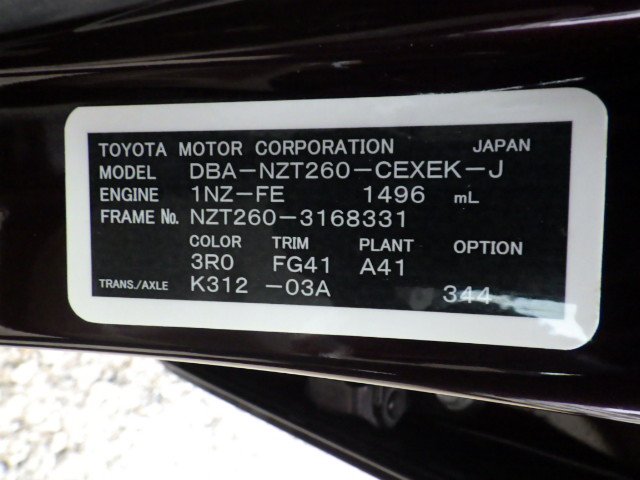 TOYOTA MOTOR CORPORATION JAPAN
MODEL DBA-NZT260-CEXEK-J
ENGINE 1NZ-FE 1496 mL
FRAME No. NZT260-3168331
COLOR TRIM PLANT OPTION
3R0 FG41 A41
TRANS./AXLE K312 -03A 344